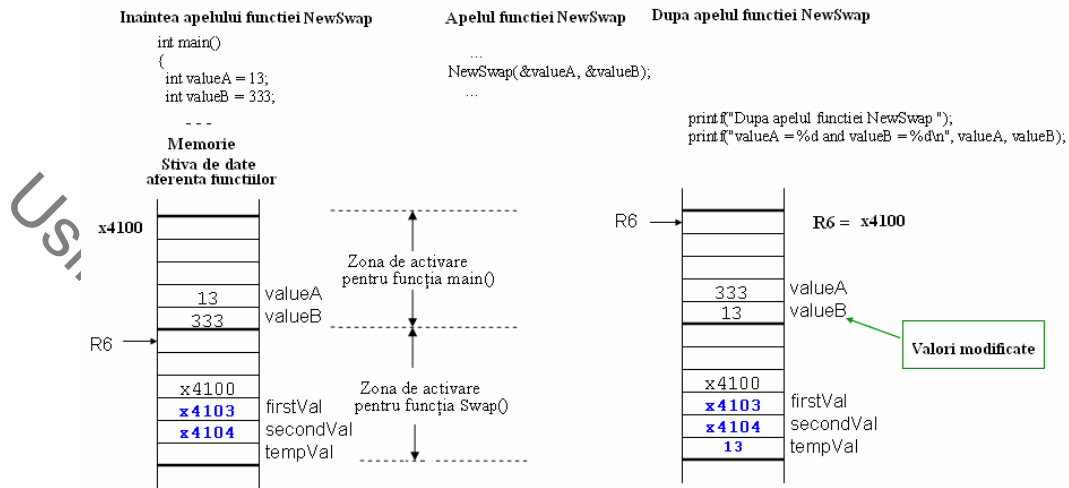 Inaintea apelului functiei NewSwap
int main()
{
int valueA = 13;
int valueB = 333;
- - -
Memorie
Stiva de date
aferenta functiilor
Apelul functiei NewSwap
...
NewSwap(&valueA, &valueB);
...
Dupa apelul functiei NewSwap
printf("Dupa apelul functiei NewSwap ");
printf("valueA = %d and valueB = %d\n", valueA, valueB);
x4100
13 valueA
333 valueB
R6
x4100
x4103 firstVal
x4104 secondVal
tempVal
Zona de activare
pentru funcţia main()
Zona de activare
pentru funcţia Swap()
R6
R6 = x4100
333 valueA
13 valueB
Valori modificate
x4100
x4103 firstVal
x4104 secondVal
13 tempVal